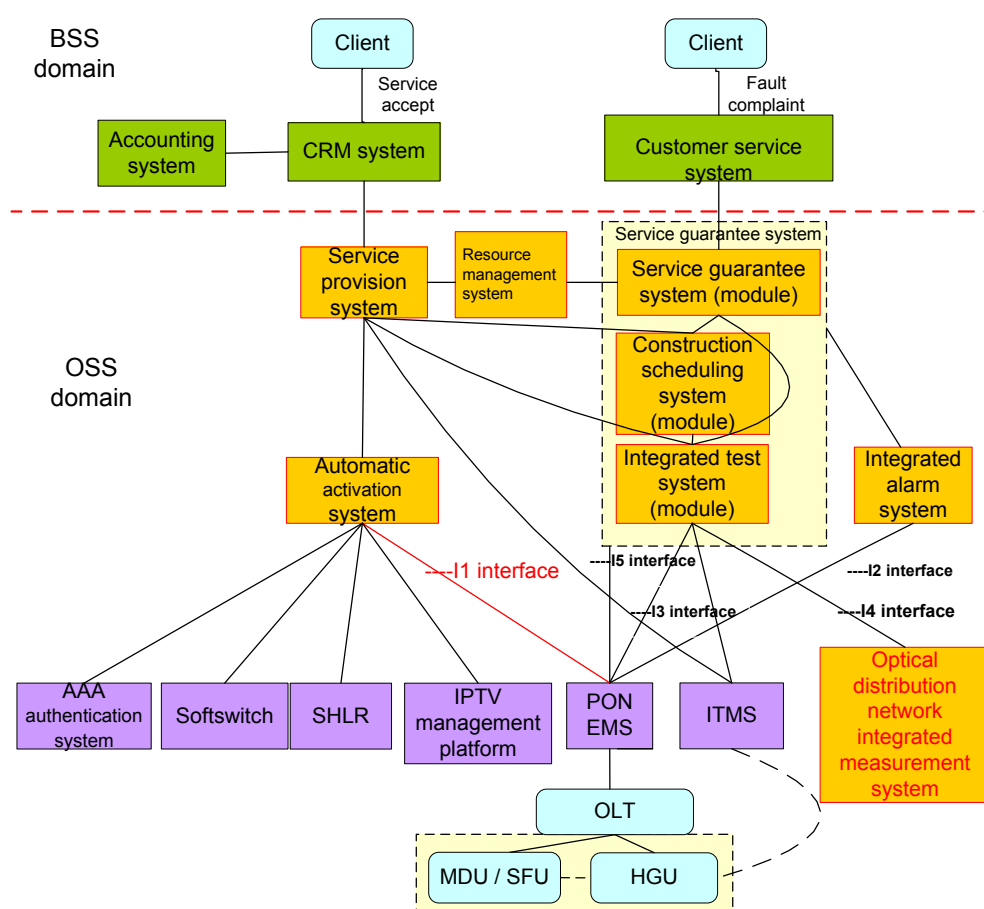 BSS
domain
Client
Client
Service
accept
Fault
complaint
Accounting
system
CRM system
Customer service
system
Service guarantee system
Service
provision
system
Resource
management
system
Service guarantee
system (module)
OSS
domain
Construction
scheduling
system
(module)
Automatic
activation
system
Integrated test
system
(module)
Integrated
alarm
system
----I1 interface
----I5 interface
----I2 interface
----I3 interface
----I4 interface
AAA
authentication
system
Softswitch
SHLR
IPTV
management
platform
PON
EMS
ITMS
Optical
distribution
network
integrated
measurement
system
OLT
MDU / SFU
HGU